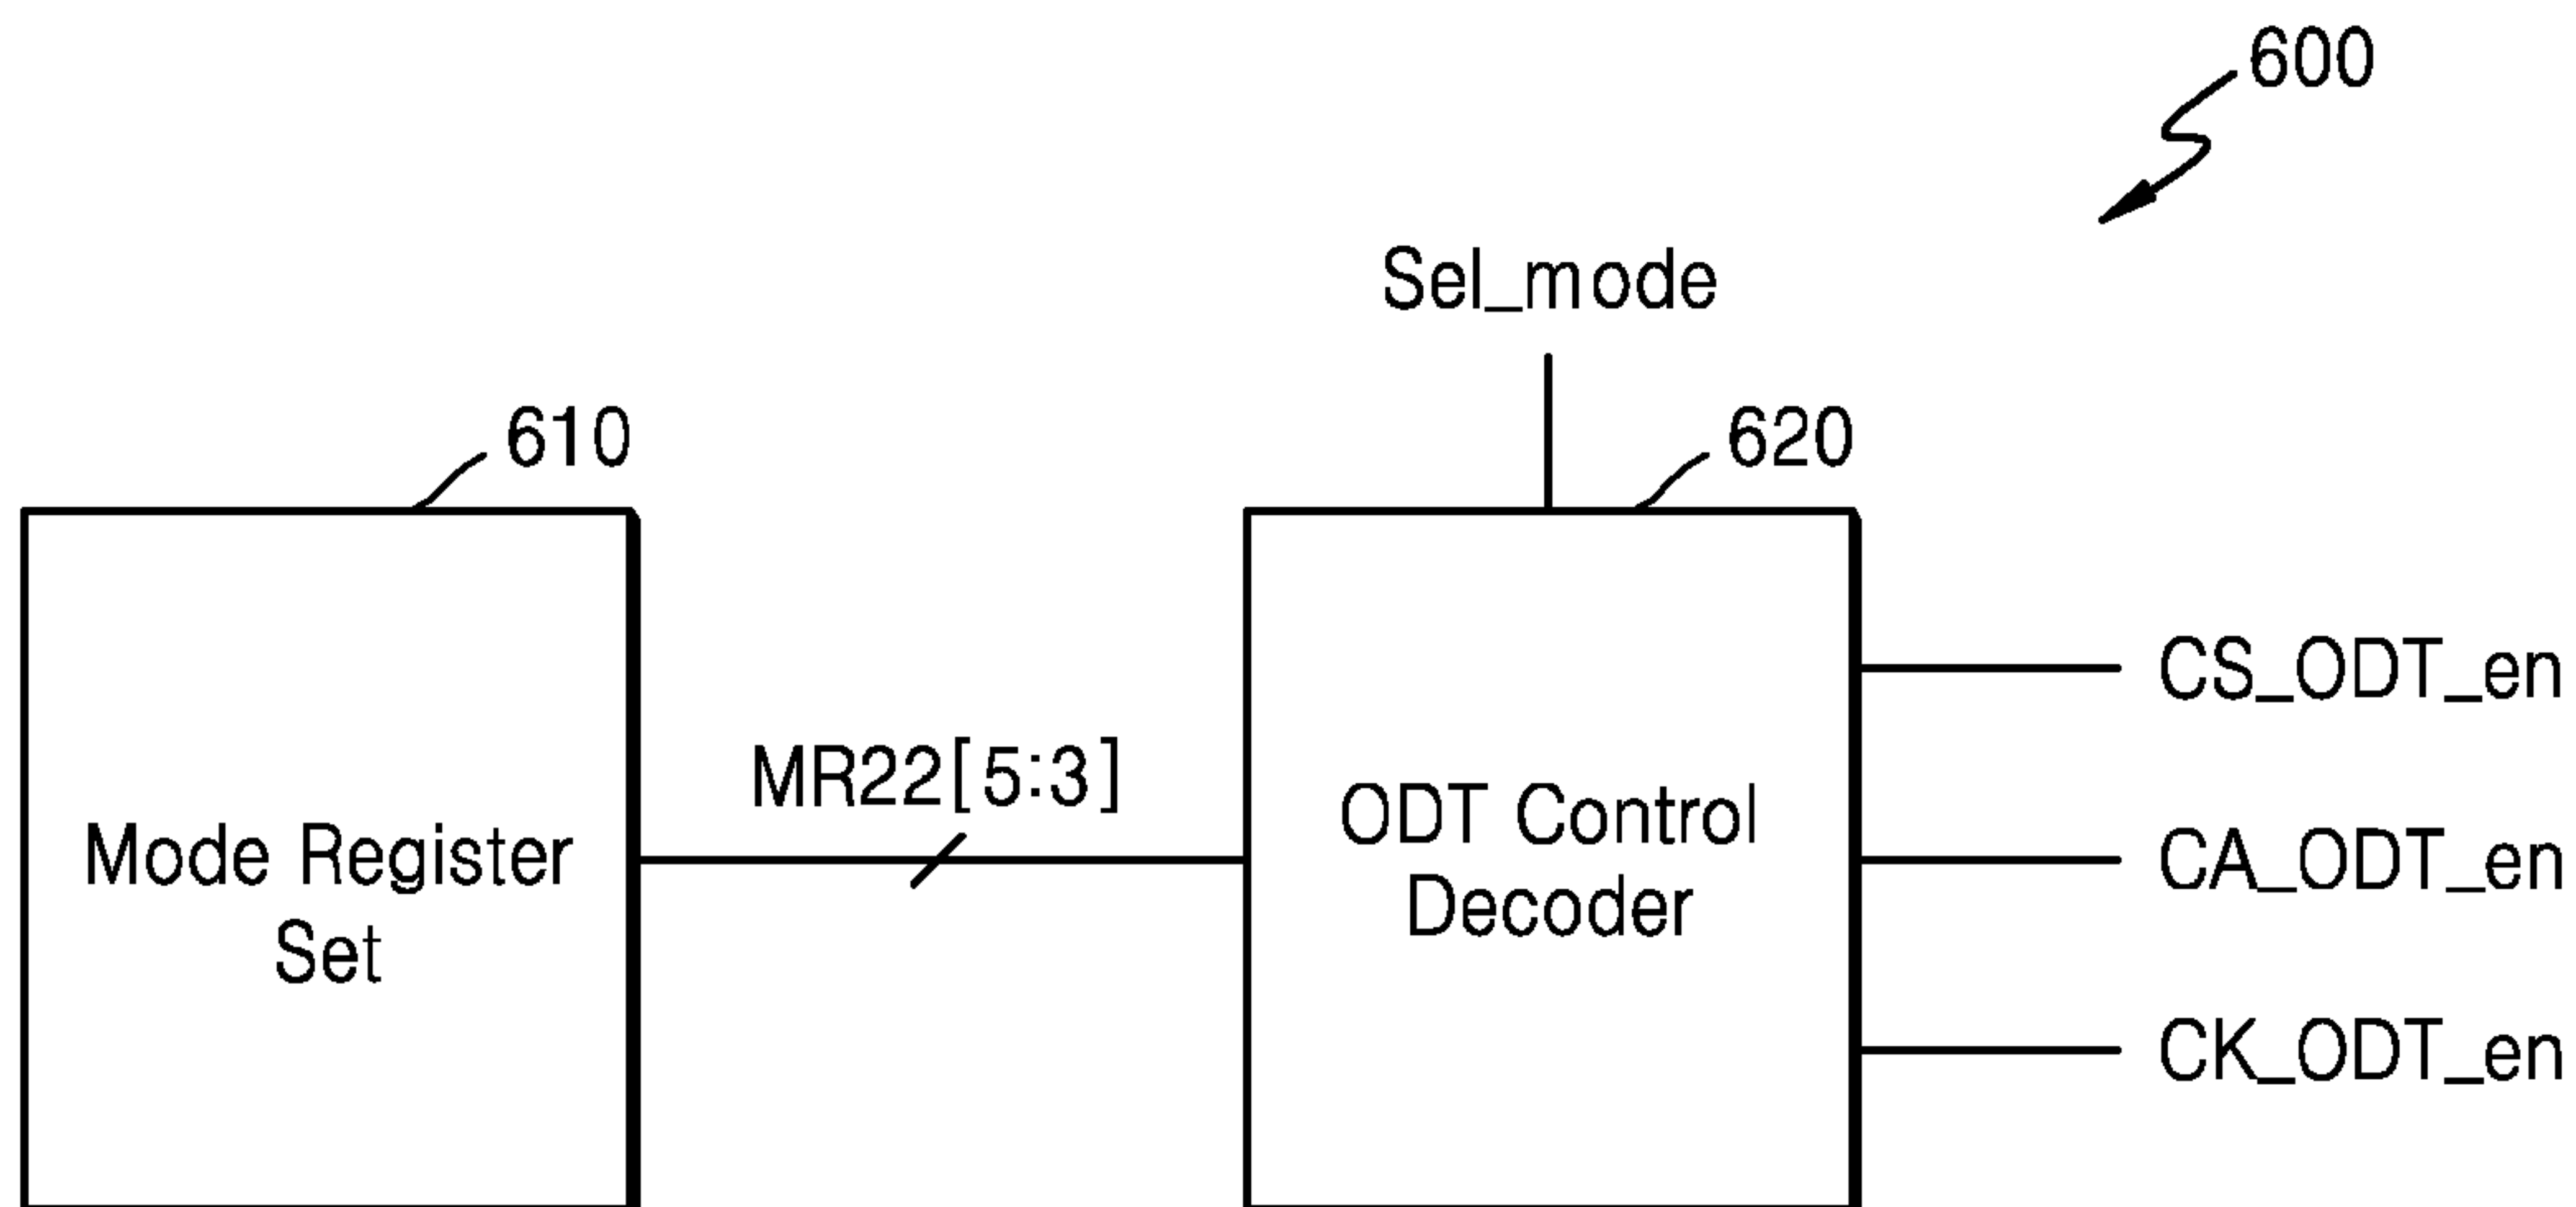 600
Sel_mode
610
620
CS_ODT_en
MR22[5:3]
ODT Control
Decoder
Mode Register
Set
CA_ODT_en
CK_ODT_en